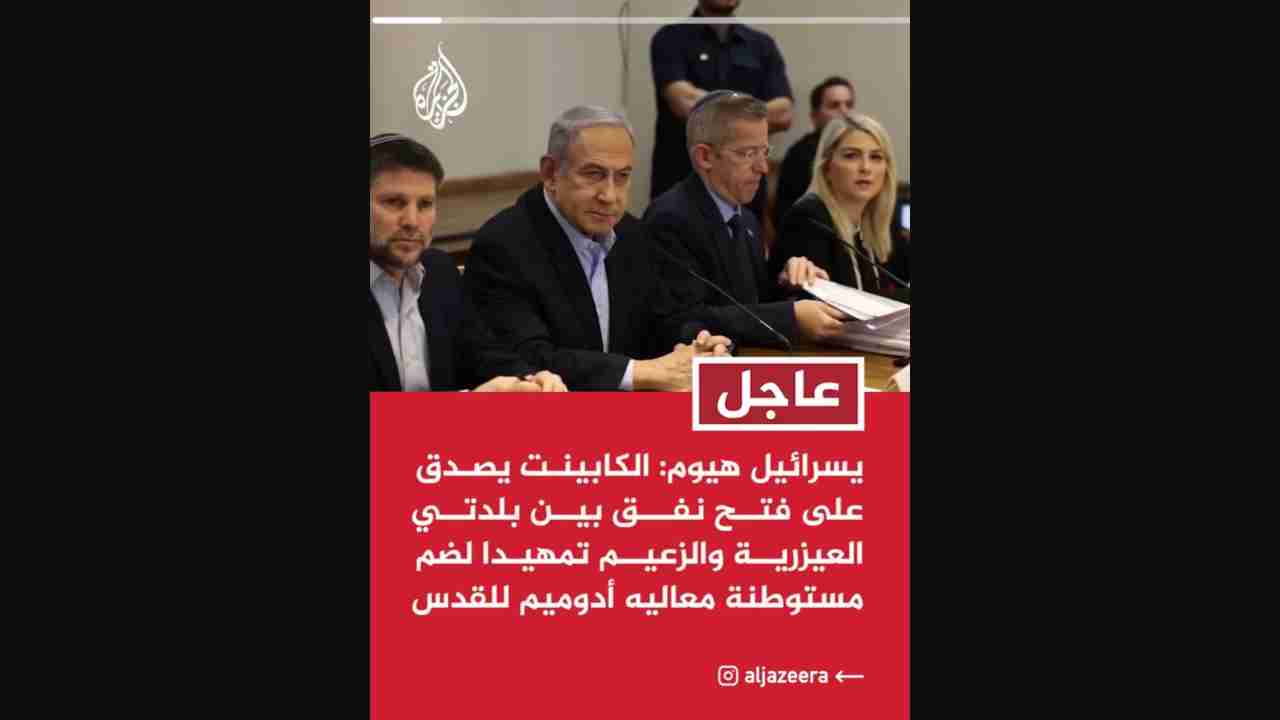 الجزيرة
عاجل
يسرائيل هيوم: الكابينت يصدق
على فتح نفق بين بلدتي
العيزرية والزعيم تمهيدا لضم
مستوطنة معاليه أدوميم للقدس
aljazeera